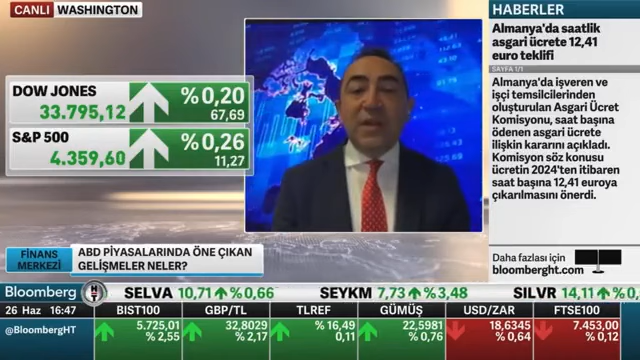 CANLI WASHINGTON
DOW JONES
33.795,12
%0,20
67,69
S&P 500
4.359,60
%0,26
11,27
HABERLER
Almanya'da saatlik
asgari ücrete 12,41
euro teklifi
SAYFA 1/1
Almanya'da işveren ve
işçi temsilcilerinden
oluşturulan Asgari Ücret
Komisyonu, saat başına
ödenen asgari ücrete
ilişkin kararını açıkladı.
Komisyon söz konusu
ücretin 2024'ten itibaren
saat başına 12,41 euroya
çıkarılmasını önerdi.
Daha fazlası için
bloomberght.com
FİNANS
MERKEZİ
ABD PİYASALARINDA ÖNE ÇIKAN
GELİŞMELER NELER?
Bloomberg HT
SELVA 10,71 %0,66 SEYKM 7,73 %3,48 SILVR 14,11 %0,
26 Haz 16:47
@BloombergHT
BIST100
5.725,01
% 2,55
GBP/TL
32,8029
% 2,17
TLREF
% 16,49
0,11
GÜMÜŞ
22,5981
% 0,76
USD/ZAR
18,6345
% 0,64
FTSE100
7.453,00
% 0,12